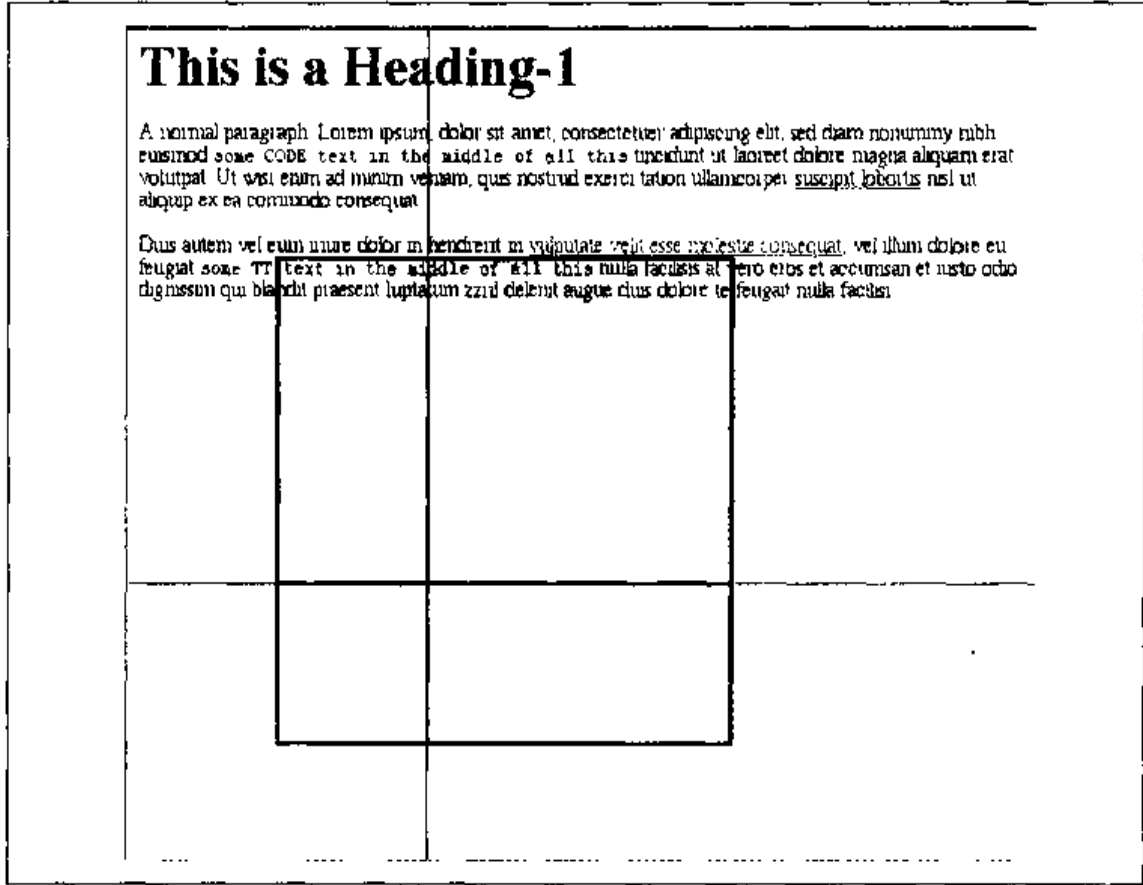 This is a Heading-1
A normal paragraph. Lorem ipsum dolor sit amet, consectetuer adipiscing elit, sed diam nonummy nibh
euismod some CODE text in the middle of all this tincidunt ut laoreet dolore magna aliquam erat
volutpat. Ut wisi enim ad minim veniam, quis nostrud exerci tation ullamcorper suscipit lobortis nisl ut
aliquip ex ea commodo consequat
Duis autem vel eum iriure dolor in hendrerit in vulputate velit esse molestie consequat, vel illum dolore eu
feugiat some TT text in the middle of all this nulla facilisis at vero eros et accumsan et iusto odio
dignissim qui blandit praesent luptatum zzril delenit augue duis dolore te feugait nulla facilisi